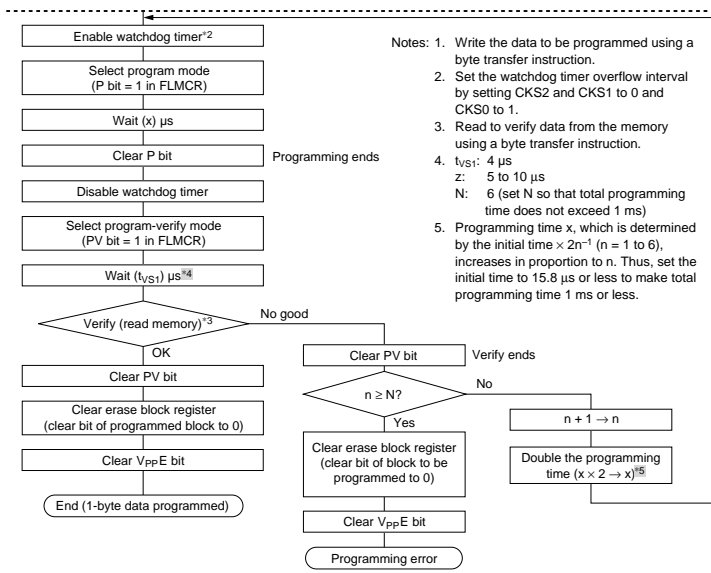 Enable watchdog timer*2
Select program mode
(P bit = 1 in FLMCR)
Wait (x) μs
Clear P bit
Programming ends
Disable watchdog timer
Select program-verify mode
(PV bit = 1 in FLMCR)
Wait (tVS1) μs*4
Verify (read memory)*3
No good
OK
Clear PV bit
Clear erase block register
(clear bit of programmed block to 0)
Clear VPPE bit
End (1-byte data programmed)
Clear PV bit
Verify ends
n ≥ N?
No
Yes
Clear erase block register
(clear bit of block to be
programmed to 0)
Clear VPPE bit
Programming error
n + 1 → n
Double the programming
time (x × 2 → x)*5
Notes: 1. Write the data to be programmed using a
byte transfer instruction.
2. Set the watchdog timer overflow interval
by setting CKS2 and CKS1 to 0 and
CKS0 to 1.
3. Read to verify data from the memory
using a byte transfer instruction.
4. tVS1: 4 μs
z: 5 to 10 μs
N: 6 (set N so that total programming
time does not exceed 1 ms)
5. Programming time x, which is determined
by the initial time × 2n⁻¹ (n = 1 to 6),
increases in proportion to n. Thus, set the
initial time to 15.8 μs or less to make total
programming time 1 ms or less.